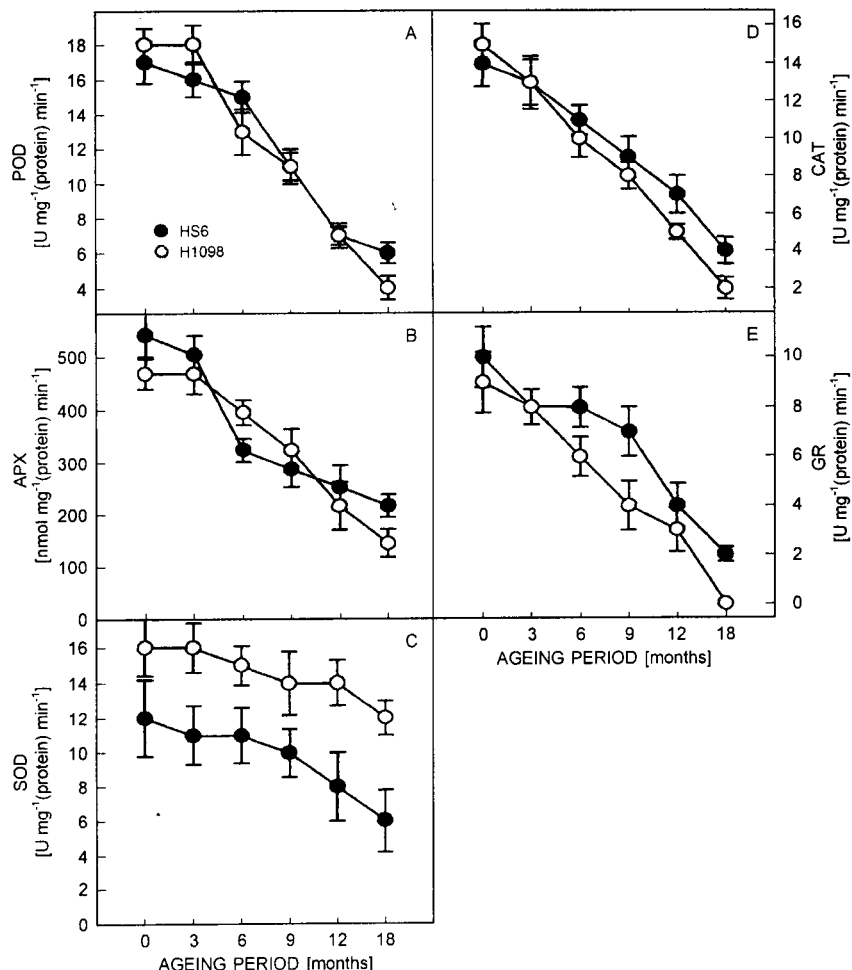 A
18
16
14
12
10
8
6
4
POD
[U mg⁻¹(protein) min⁻¹]
HS6
H1098
D
16
14
12
10
8
6
4
2
CAT
[U mg⁻¹(protein) min⁻¹]
B
500
400
300
200
100
0
APX
[nmol mg⁻¹(protein) min⁻¹]
E
10
8
6
4
2
0
GR
[U mg⁻¹(protein) min⁻¹]
0 3 6 9 12 18
AGEING PERIOD [months]
C
16
14
12
10
8
6
4
2
0
SOD
[U mg⁻¹(protein) min⁻¹]
0 3 6 9 12 18
AGEING PERIOD [months]